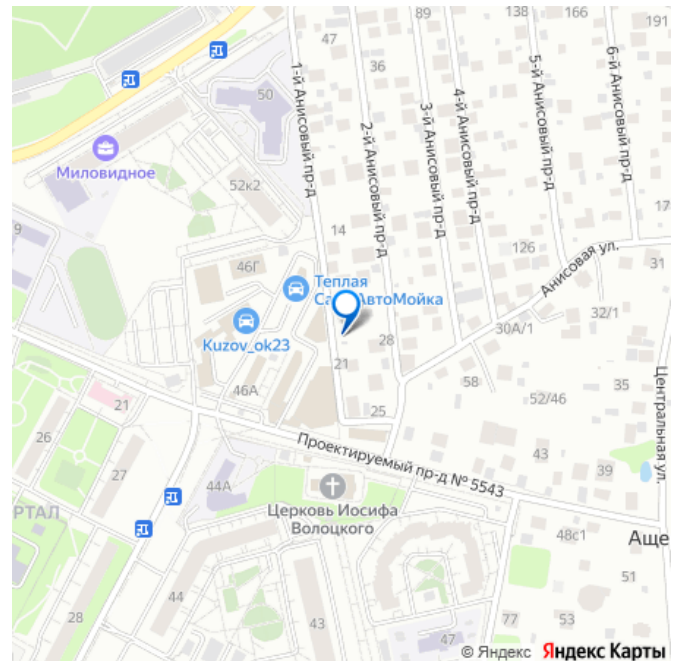 47
89
138
166
191
36
1-й Анисовый пр-д
2-й Анисовый пр-д
3-й Анисовый пр-д
4-й Анисовый пр-д
5-й Анисовый пр-д
6-й Анисовый пр-д
50
Миловидное
52к2
17
9
14
126
Анисовая ул.
31
46Г
Теплая
АвтоМойка
Kuzov_ok23
30А/1
32/1
28
21
46А
58
52/46
35
Центральная ул.
21
25
26
27
Проектируемый пр-д № 5543
43
39
44А
Церковь Иосифа
Волоцкого
РТАЛ
48с1
Аще
51
44
28
43
47
77
53
© Яндекс Яндекс Карты